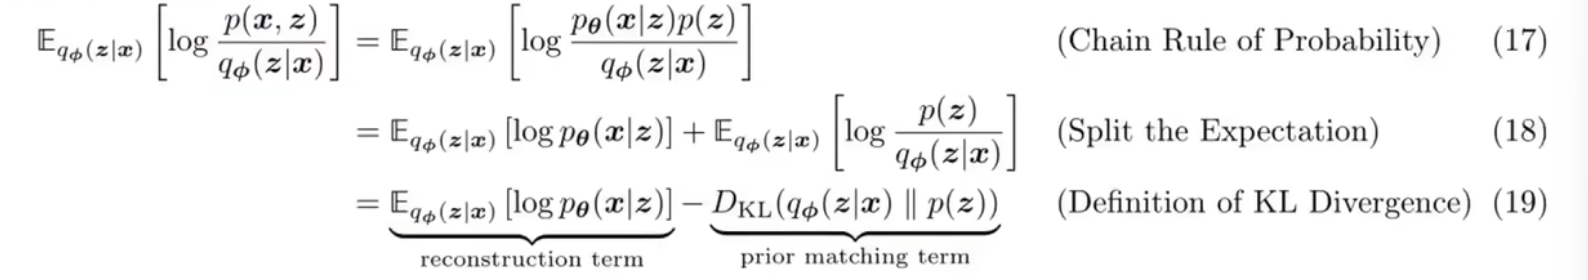 𝔼_{q_ϕ(z|x)} [log p(x, z) / q_ϕ(z|x)] = 𝔼_{q_ϕ(z|x)} [log p_θ(x|z)p(z) / q_ϕ(z|x)] (Chain Rule of Probability) (17)
= 𝔼_{q_ϕ(z|x)} [log p_θ(x|z)] + 𝔼_{q_ϕ(z|x)} [log p(z) / q_ϕ(z|x)] (Split the Expectation) (18)
= 𝔼_{q_ϕ(z|x)} [log p_θ(x|z)] − D_{KL}(q_ϕ(z|x) ∥ p(z)) (Definition of KL Divergence) (19)
reconstruction term prior matching term